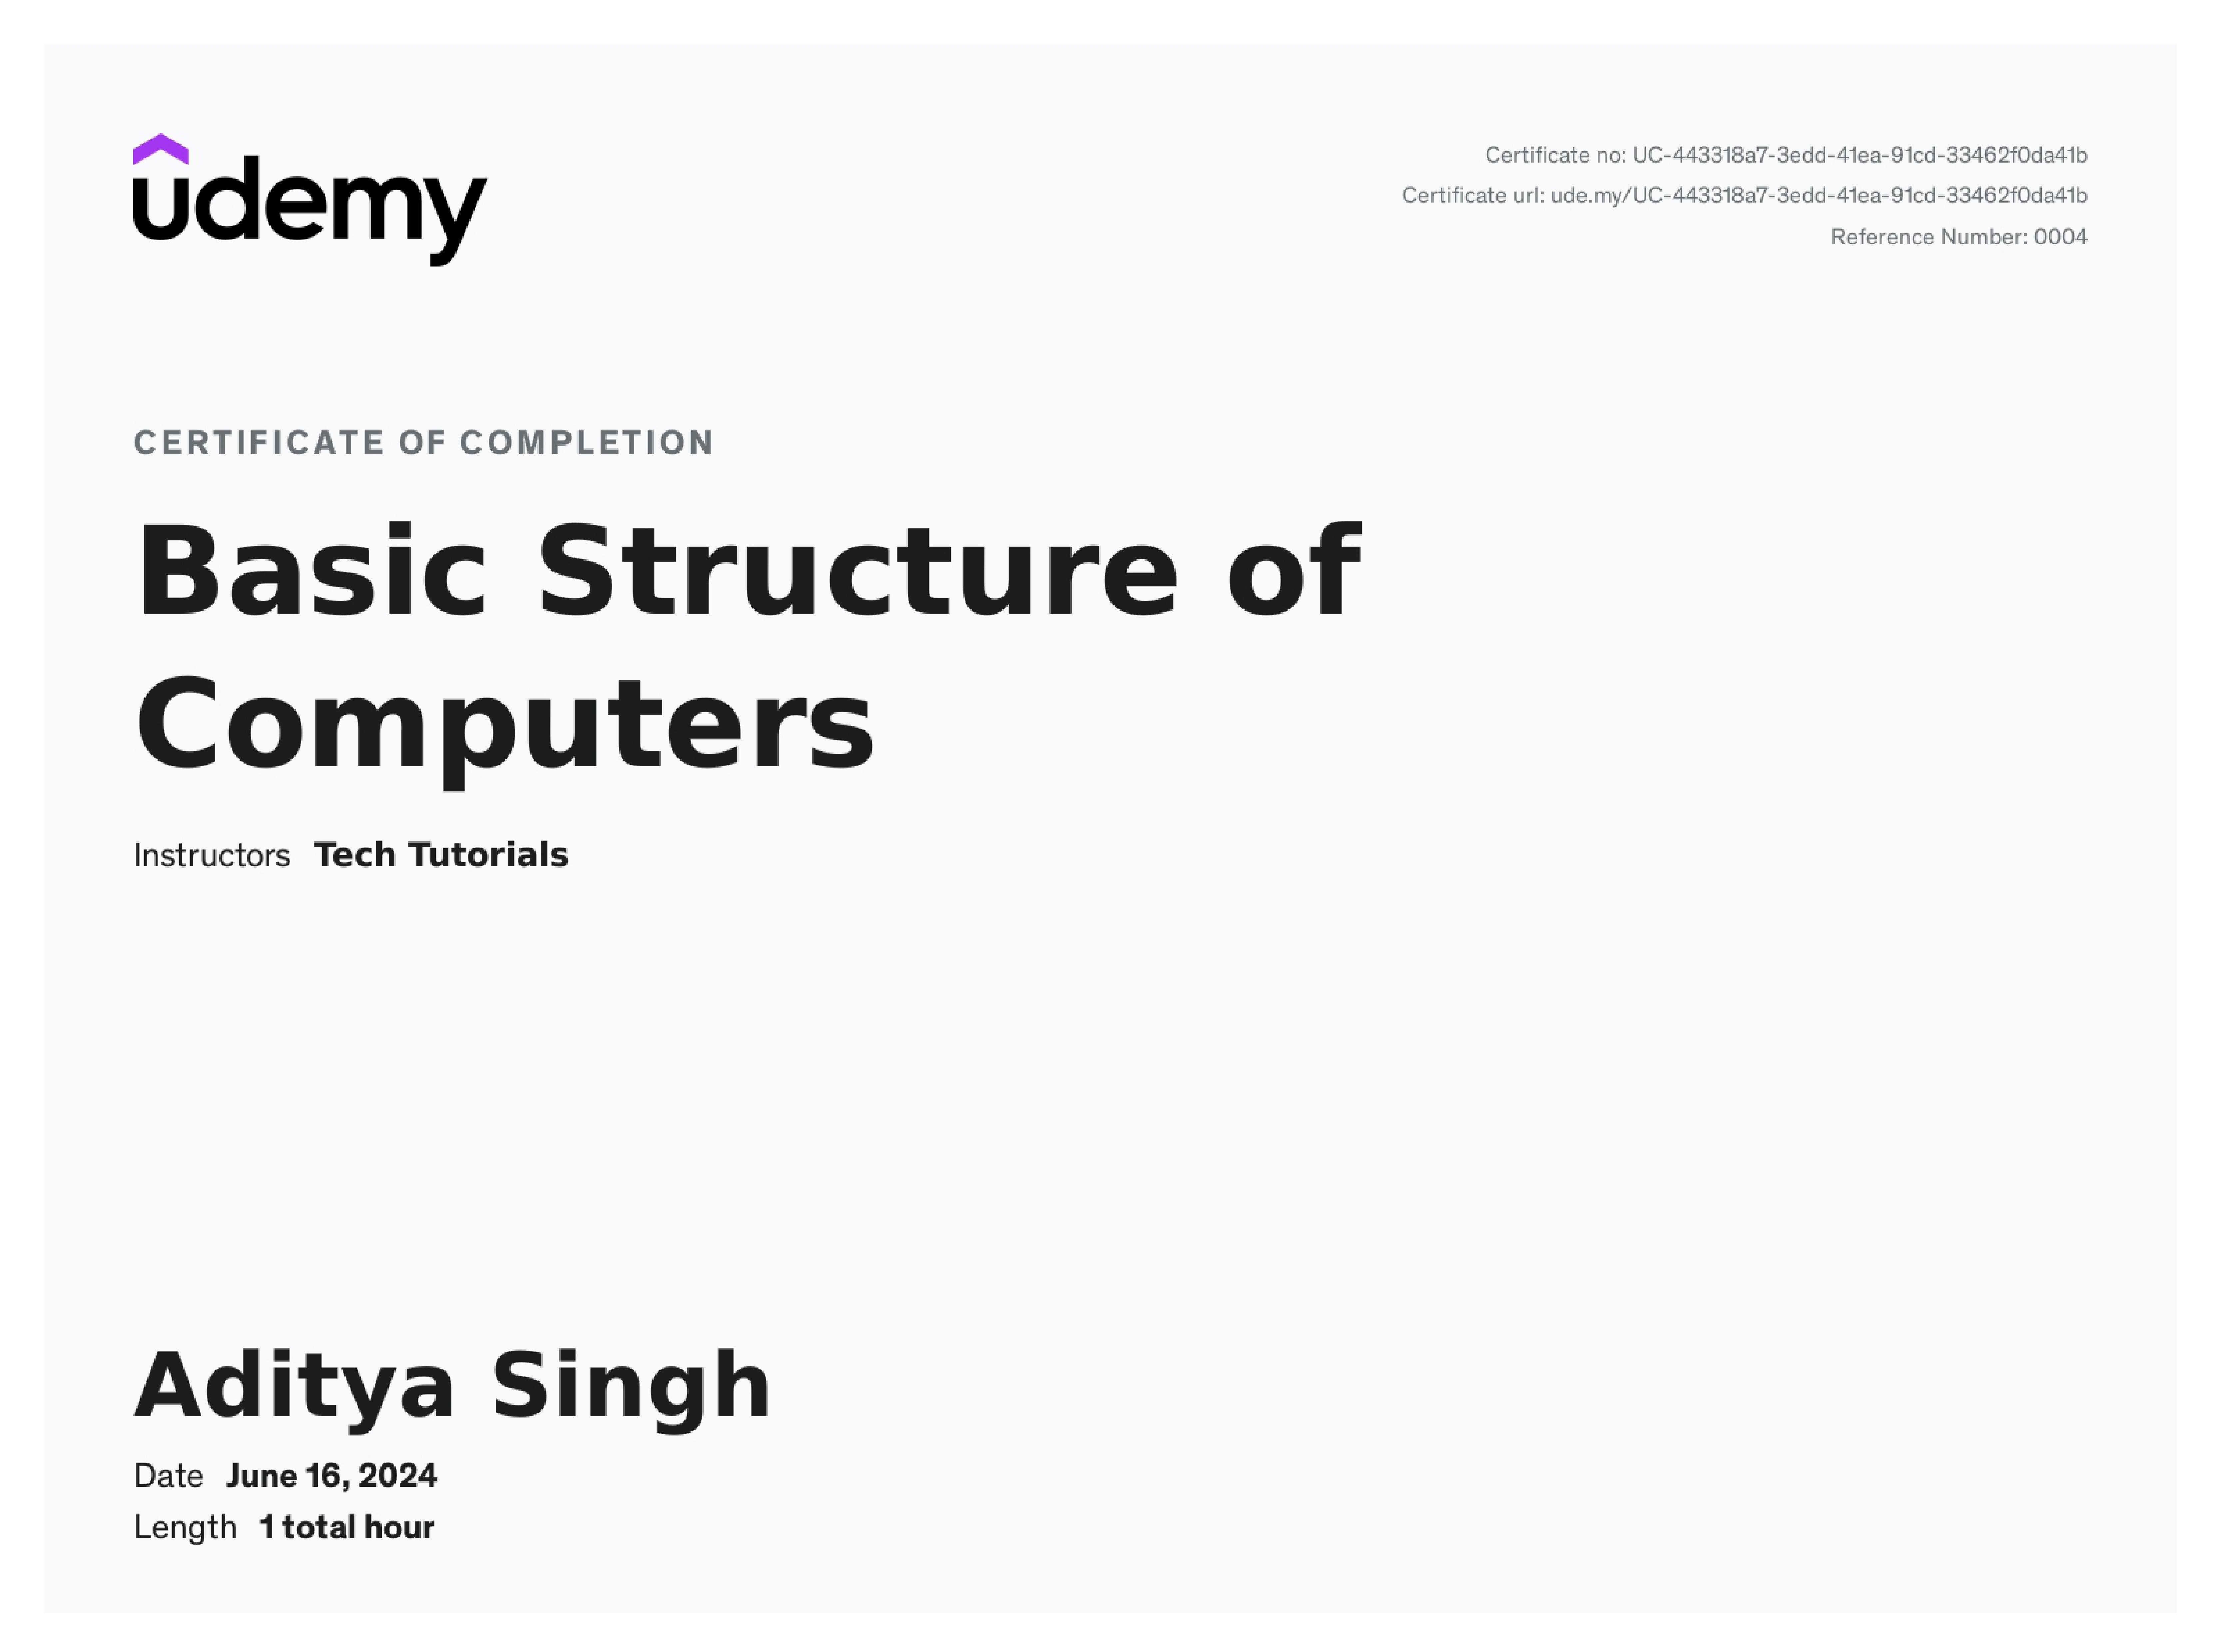 udemy
Certificate no: UC-443318a7-3edd-41ea-91cd-33462f0da41b
Certificate url: ude.my/UC-443318a7-3edd-41ea-91cd-33462f0da41b
Reference Number: 0004
CERTIFICATE OF COMPLETION
Basic Structure of
Computers
Instructors Tech Tutorials
Aditya Singh
Date June 16, 2024
Length 1 total hour